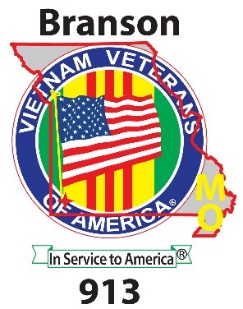 Branson
VIETNAM VETERANS
OF AMERICA®
MO
In Service to America®
913